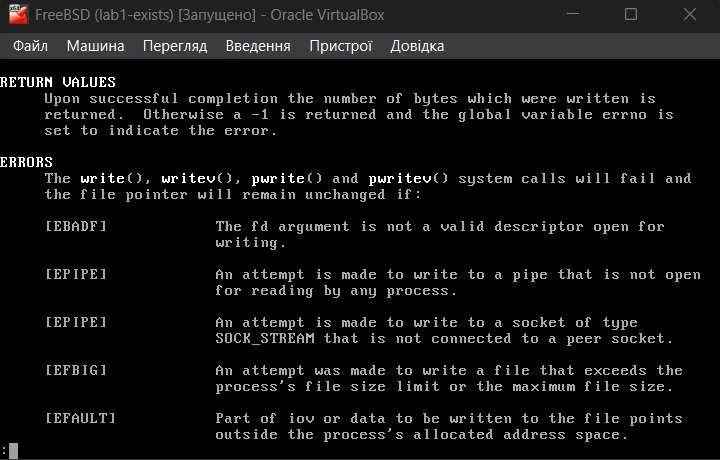 x64
FreeBSD (lab1-exists) [Запущено] - Oracle VirtualBox
Файл Машина Перегляд Введення Пристрої Довідка
RETURN VALUES
Upon successful completion the number of bytes which were written is
returned. Otherwise a -1 is returned and the global variable errno is
set to indicate the error.
ERRORS
The write(), writev(), pwrite() and pwritev() system calls will fail and
the file pointer will remain unchanged if:
[EBADF] The fd argument is not a valid descriptor open for
writing.
[EPIPE] An attempt is made to write to a pipe that is not open
for reading by any process.
[EPIPE] An attempt is made to write to a socket of type
SOCK_STREAM that is not connected to a peer socket.
[EFBIG] An attempt was made to write a file that exceeds the
process's file size limit or the maximum file size.
[EFAULT] Part of iov or data to be written to the file points
outside the process's allocated address space.
: